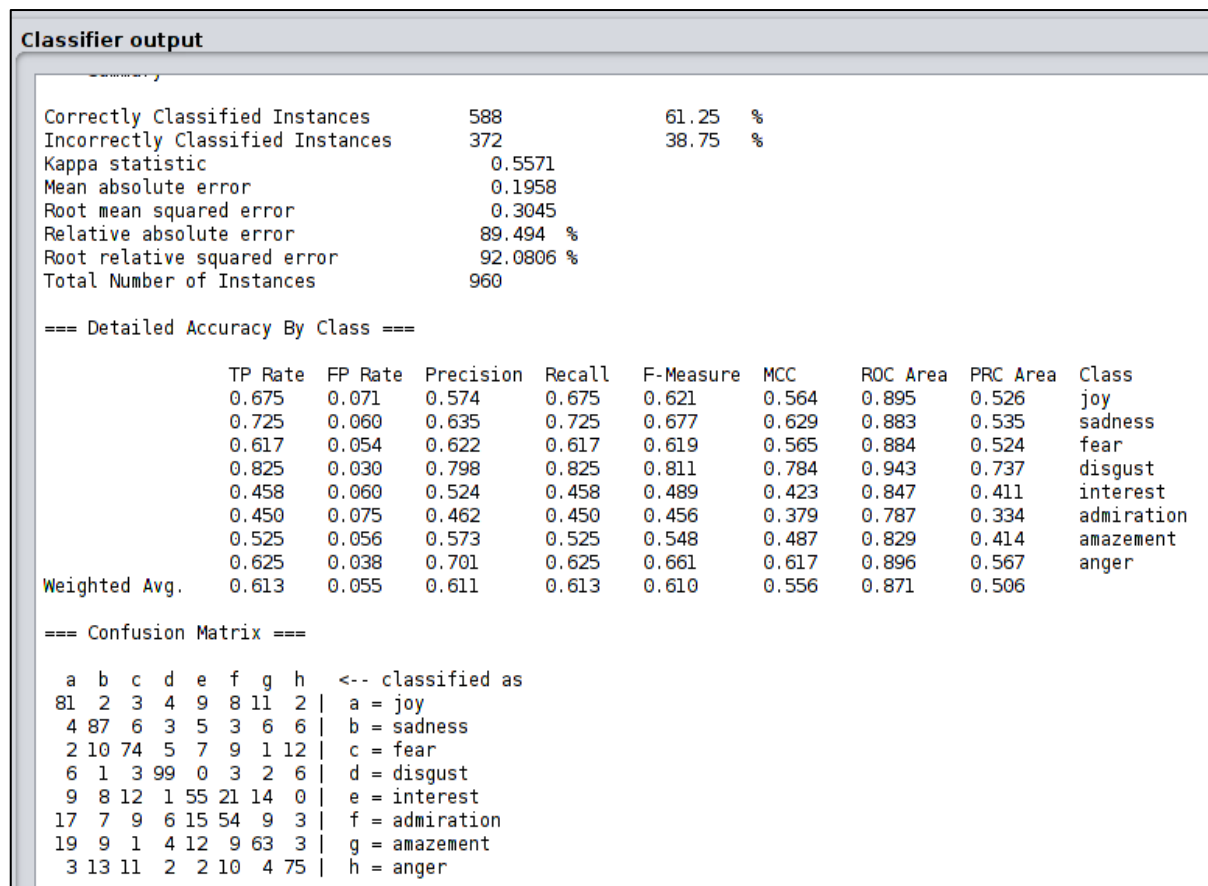 Classifier output
Correctly Classified Instances 588 61.25 %
Incorrectly Classified Instances 372 38.75 %
Kappa statistic 0.5571
Mean absolute error 0.1958
Root mean squared error 0.3045
Relative absolute error 89.494 %
Root relative squared error 92.0806 %
Total Number of Instances 960
=== Detailed Accuracy By Class ===
TP Rate FP Rate Precision Recall F-Measure MCC ROC Area PRC Area Class
0.675 0.071 0.574 0.675 0.621 0.564 0.895 0.526 joy
0.725 0.060 0.635 0.725 0.677 0.629 0.883 0.535 sadness
0.617 0.054 0.622 0.617 0.619 0.565 0.884 0.524 fear
0.825 0.030 0.798 0.825 0.811 0.784 0.943 0.737 disgust
0.458 0.060 0.524 0.458 0.489 0.423 0.847 0.411 interest
0.450 0.075 0.462 0.450 0.456 0.379 0.787 0.334 admiration
0.525 0.056 0.573 0.525 0.548 0.487 0.829 0.414 amazement
0.625 0.038 0.701 0.625 0.661 0.617 0.896 0.567 anger
Weighted Avg. 0.613 0.055 0.611 0.613 0.610 0.556 0.871 0.506
=== Confusion Matrix ===
a b c d e f g h <-- classified as
81 2 3 4 9 8 11 2 | a = joy
4 87 6 3 5 3 6 6 | b = sadness
2 10 74 5 7 9 1 12 | c = fear
6 1 3 99 0 3 2 6 | d = disgust
9 8 12 1 55 21 14 0 | e = interest
17 7 9 6 15 54 9 3 | f = admiration
19 9 1 4 12 9 63 3 | g = amazement
3 13 11 2 2 10 4 75 | h = anger